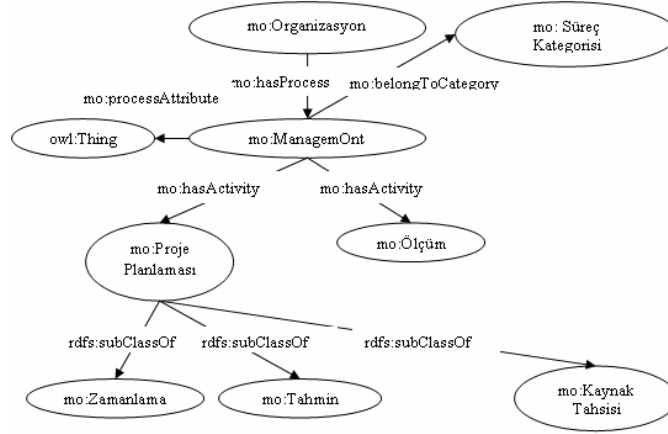 mo:Organizasyon
mo: Süreç
Kategorisi
mo:hasProcess
mo:belongToCategory
mo:processAttribute
owl:Thing
mo:ManagemOnt
mo:hasActivity
mo:hasActivity
mo:Proje
Planlaması
mo:Ölçüm
rdfs:subClassOf
rdfs:subClassOf
rdfs:subClassOf
mo:Zamanlama
mo:Tahmin
mo:Kaynak
Tahsisi